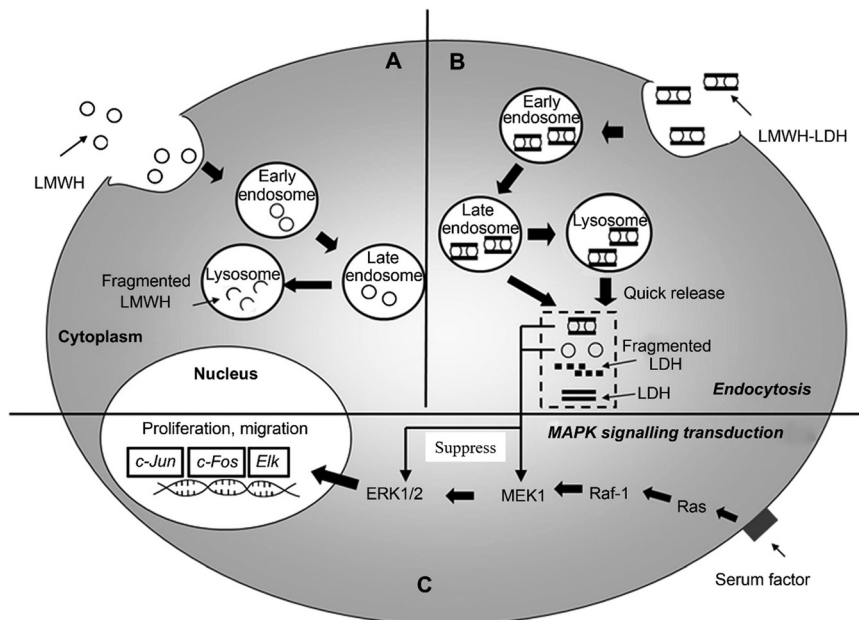 A
B
LMWH
Early
endosome
Late
endosome
Lysosome
Fragmented
LMWH
Cytoplasm
Early
endosome
LMWH-LDH
Late
endosome
Lysosome
Quick release
Fragmented
LDH
LDH
Endocytosis
Nucleus
Proliferation, migration
c-Jun c-Fos Elk
MAPK signalling transduction
Suppress
ERK1/2 MEK1 Raf-1 Ras
Serum factor
C